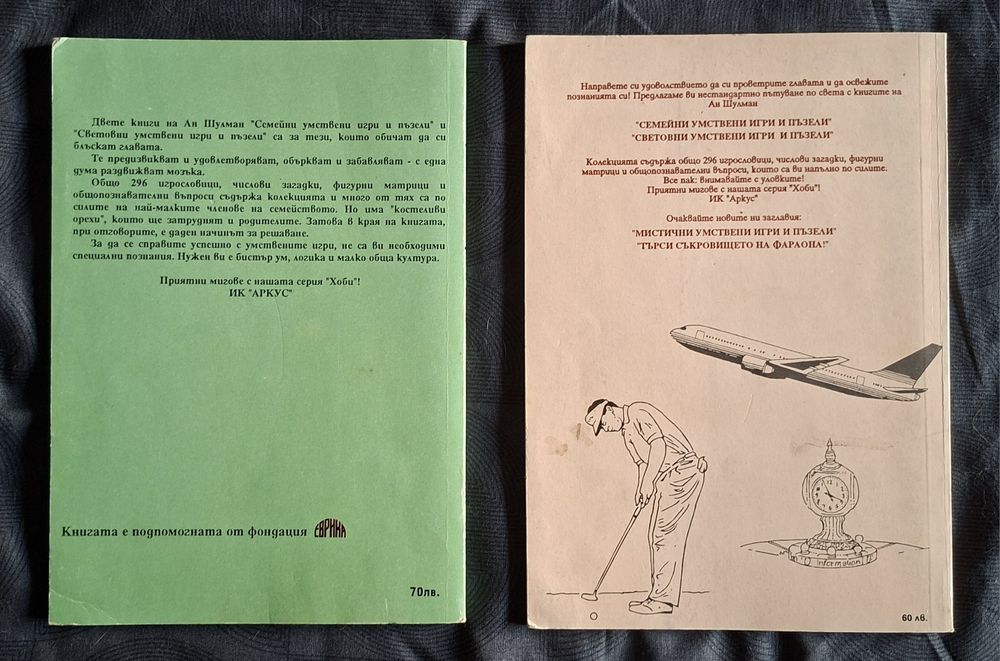 Двете книги на Ан Шулман "Семейни умствени игри и пъзели" и
"Световни умствени игри и пъзели" са за тези, които обичат да си
блъскат главата.
Те предизвикват и удовлетворяват, объркват и забавляват - с една
дума раздвижват мозъка.
Общо 296 игрословици, числови загадки, фигурни матрици и
общопознавателни въпроси съдържа колекцията и много от тях са по
силите на най-малките членове на семейството. Но има "костеливи
орехи", които ще затруднят и родителите. Затова в края на книгата,
при отговорите, е даден начинът за решаване.
За да се справите успешно с умствените игри, не са ви необходими
специални познания. Нужен ви е бистър ум, логика и малко обща култура.
Приятни мигове с нашата серия "Хоби"!
ИК "АРКУС"
Книгата е подпомогната от фондация ЕВРИКА
70лв.
Направете си удоволствието да си проветрите главата и да освежите
познанията си! Предлагаме ви нестандартно пътуване по света с книгите на
Ан Шулман
"СЕМЕЙНИ УМСТВЕНИ ИГРИ И ПЪЗЕЛИ"
"СВЕТОВНИ УМСТВЕНИ ИГРИ И ПЪЗЕЛИ"
Колекцията съдържа общо 296 игрословици, числови загадки, фигурни
матрици и общопознавателни въпроси, които са ви напълно по силите.
Все пак: внимавайте с уловките!
Приятни мигове с нашата серия "Хоби"!
ИК "Аркус"
Очаквайте новите ни заглавия:
"МИСТИЧНИ УМСТВЕНИ ИГРИ И ПЪЗЕЛИ"
"ТЪРСИ СЪКРОВИЩЕТО НА ФАРАОНА!"
Information
60 лв.